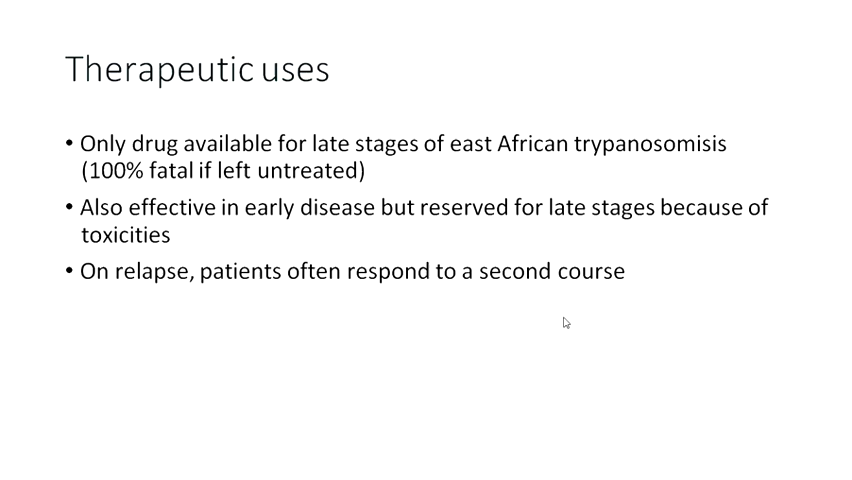 Therapeutic uses
• Only drug available for late stages of east African trypanosomisis
(100% fatal if left untreated)
• Also effective in early disease but reserved for late stages because of
toxicities
• On relapse, patients often respond to a second course